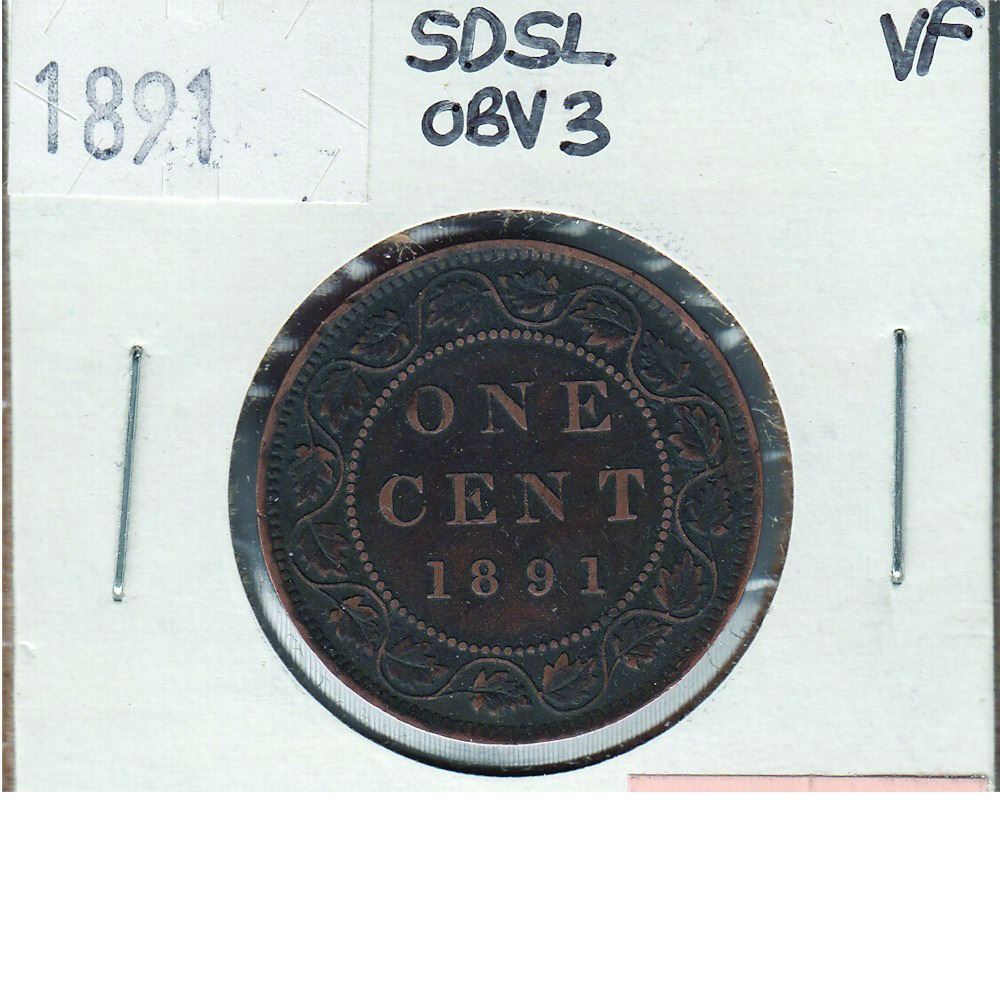 1891
SDSL
VF
OBV 3
ONE
CENT
1891